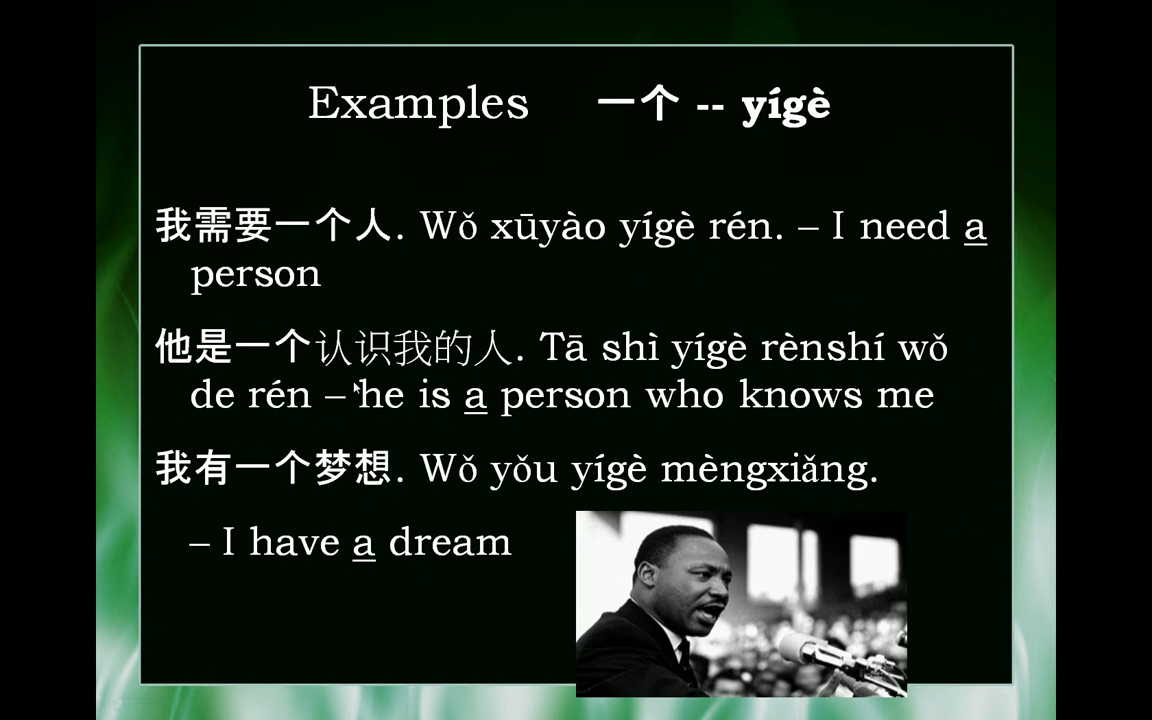 Examples 一个 -- yígè
我需要一个人. Wǒ xūyào yígè rén. – I need a
person
他是一个认识我的人. Tā shì yígè rènshí wǒ
de rén – he is a person who knows me
我有一个梦想. Wǒ yǒu yígè mèngxiǎng.
– I have a dream